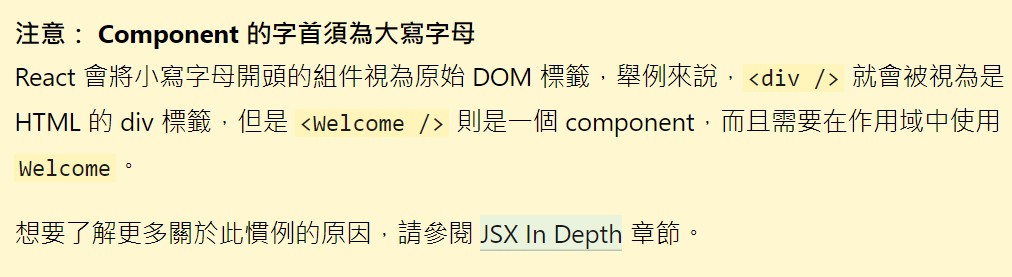 注意： Component 的字首須為大寫字母
React 會將小寫字母開頭的組件視為原始 DOM 標籤，舉例來說，<div /> 就會被視為是
HTML 的 div 標籤，但是 <Welcome /> 則是一個 component，而且需要在作用域中使用
Welcome。
想要了解更多關於此慣例的原因，請參閱 JSX In Depth 章節。